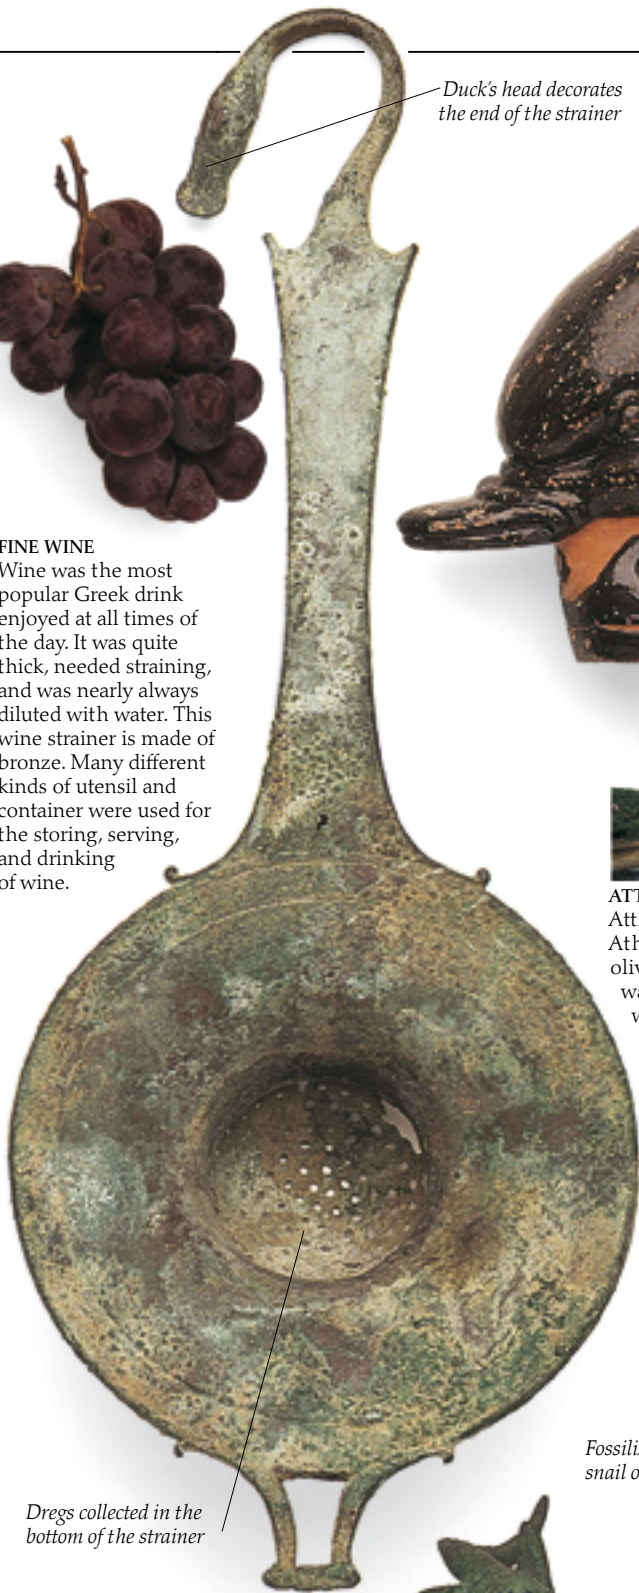 Duck's head decorates
the end of the strainer
FINE WINE
Wine was the most
popular Greek drink
enjoyed at all times of
the day. It was quite
thick, needed straining,
and was nearly always
diluted with water. This
wine strainer is made of
bronze. Many different
kinds of utensil and
container were used for
the storing, serving,
and drinking
of wine.
snail
Dregs collected in the
bottom of the strainer